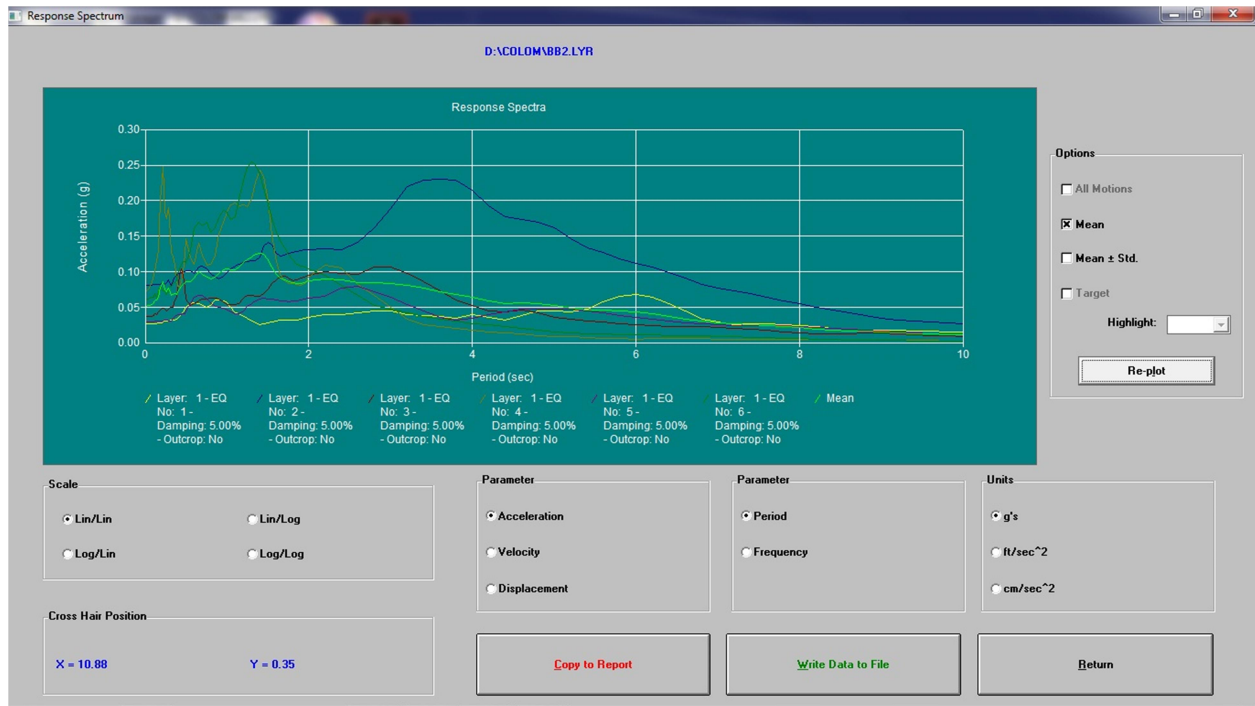 Response Spectrum
D:\COLOM\BB2.LYR
Response Spectra
Acceleration (g)
0.30
0.25
0.20
0.15
0.10
0.05
0.00
0 2 4 6 8 10
Period (sec)
Layer: 1 - EQ
No: 1 -
Damping: 5.00%
- Outcrop: No
Layer: 1 - EQ
No: 2 -
Damping: 5.00%
- Outcrop: No
Layer: 1 - EQ
No: 3 -
Damping: 5.00%
- Outcrop: No
Layer: 1 - EQ
No: 4 -
Damping: 5.00%
- Outcrop: No
Layer: 1 - EQ
No: 5 -
Damping: 5.00%
- Outcrop: No
Layer: 1 - EQ
No: 6 -
Damping: 5.00%
- Outcrop: No
Mean
Options
All Motions
Mean
Mean ± Std.
Target
Highlight:
Re-plot
Scale
Lin/Lin
Lin/Log
Log/Lin
Log/Log
Parameter
Acceleration
Velocity
Displacement
Parameter
Period
Frequency
Units
g's
ft/sec^2
cm/sec^2
Cross Hair Position
X = 10.88
Y = 0.35
Copy to Report
Write Data to File
Return